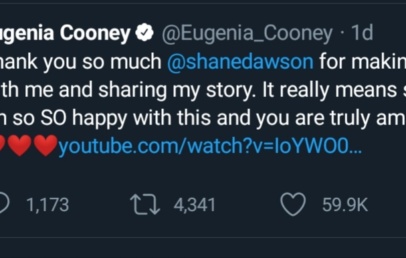 ugenia Cooney @Eugenia_Cooney · 1d
hank you so much @shanedawson for makin
th me and sharing my story. It really means s
n so SO happy with this and you are truly am
❤️❤️youtube.com/watch?v=IoYWO0...
1,173 4,341 59.9K